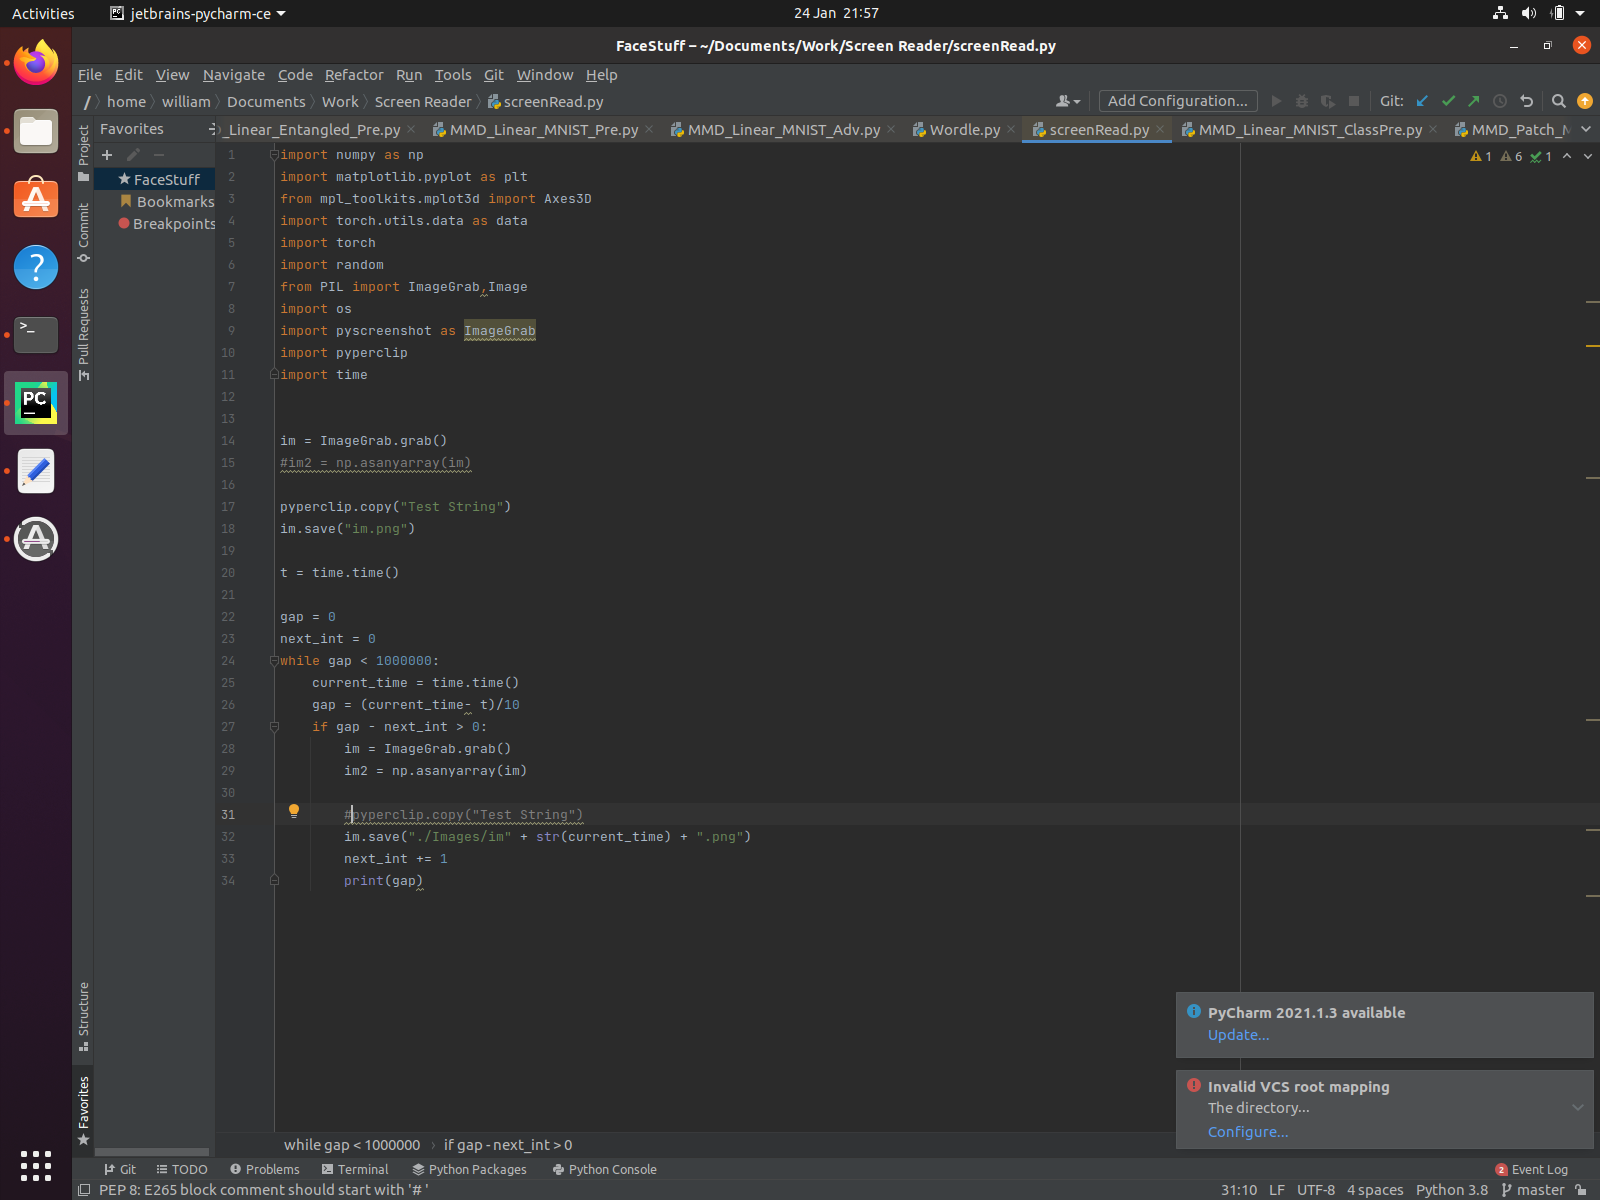 Activities jetbrains-pycharm-ce 24 Jan 21:57
FaceStuff – ~/Documents/Work/Screen Reader/screenRead.py
File Edit View Navigate Code Refactor Run Tools Git Window Help
/ home william Documents Work Screen Reader screenRead.py Add Configuration... Git:
Favorites _Linear_Entangled_Pre.py MMD_Linear_MNIST_Pre.py MMD_Linear_MNIST_Adv.py Wordle.py screenRead.py MMD_Linear_MNIST_ClassPre.py MMD_Patch_M
1 6 1
FaceStuff
Bookmarks
Breakpoints
Project
Commit
Pull Requests
Structure
Favorites
1 import numpy as np
2 import matplotlib.pyplot as plt
3 from mpl_toolkits.mplot3d import Axes3D
4 import torch.utils.data as data
5 import torch
6 import random
7 from PIL import ImageGrab,Image
8 import os
9 import pyscreenshot as ImageGrab
10 import pyperclip
11 import time
12
13
14 im = ImageGrab.grab()
15 #im2 = np.asanyarray(im)
16
17 pyperclip.copy("Test String")
18 im.save("im.png")
19
20 t = time.time()
21
22 gap = 0
23 next_int = 0
24 while gap < 1000000:
25 current_time = time.time()
26 gap = (current_time- t)/10
27 if gap - next_int > 0:
28 im = ImageGrab.grab()
29 im2 = np.asanyarray(im)
30
31 #pyperclip.copy("Test String")
32 im.save("./Images/im" + str(current_time) + ".png")
33 next_int += 1
34 print(gap)
PyCharm 2021.1.3 available
Update...
Invalid VCS root mapping
The directory...
Configure...
while gap < 1000000 › if gap - next_int > 0
Git TODO Problems Terminal Python Packages Python Console 2 Event Log
PEP 8: E265 block comment should start with '# ' 31:10 LF UTF-8 4 spaces Python 3.8 master